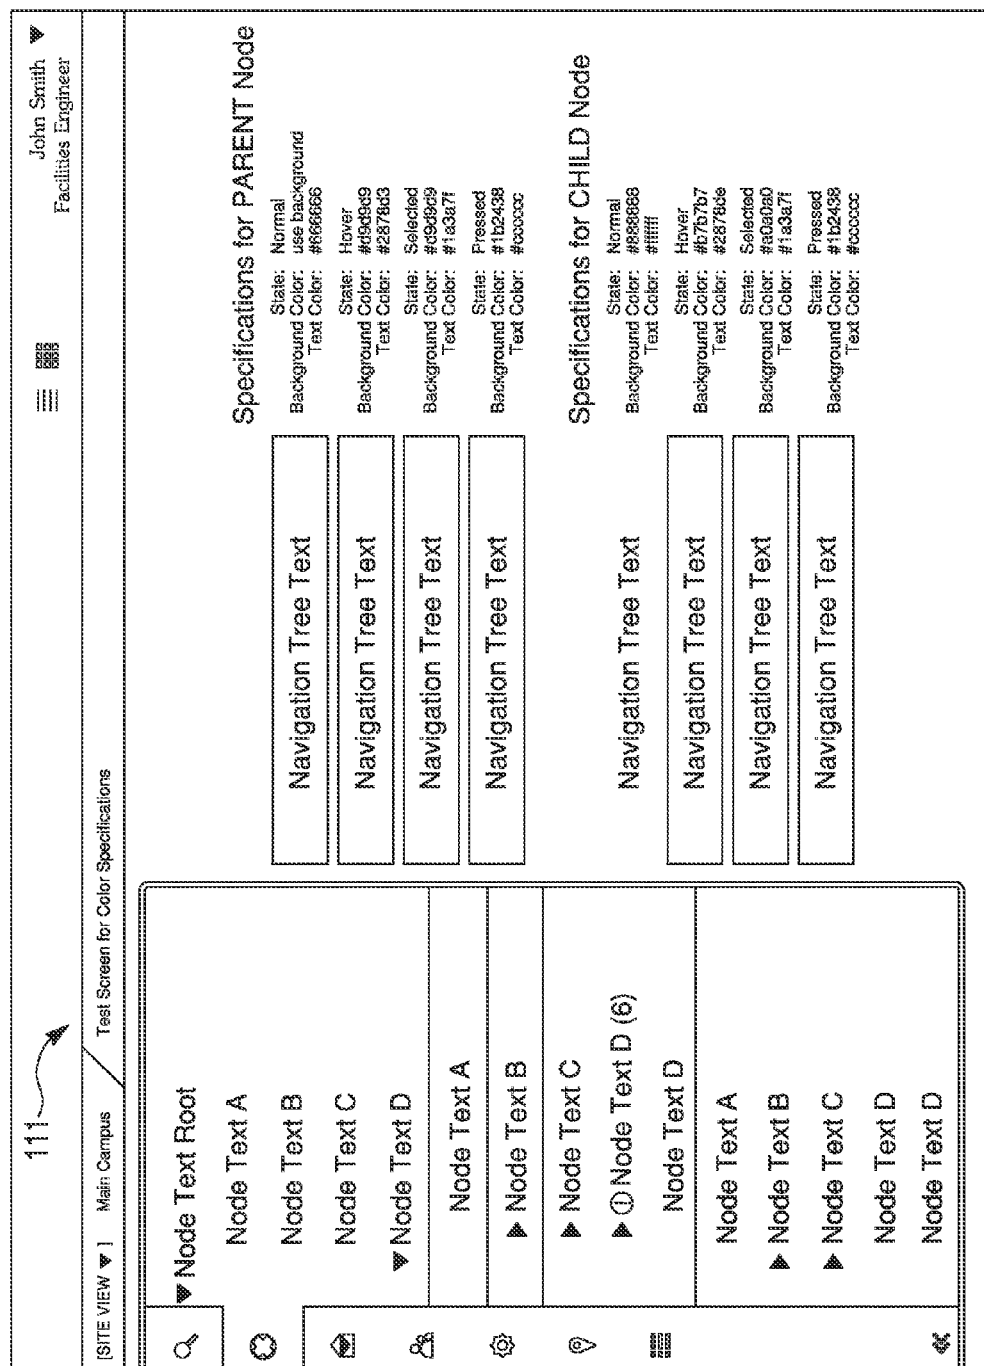 111
John Smith ▼
Facilities Engineer
[SITE VIEW ▼ ]
Main Campus
Test Screen for Color Specifications
▼Node Text Root
Node Text A
Node Text B
Node Text C
▼Node Text D
Node Text A
▶ Node Text B
▶ Node Text C
▶ ① Node Text D (6)
Node Text D
Node Text A
▶ Node Text B
▶ Node Text C
Node Text D
Node Text D
Specifications for PARENT Node
Navigation Tree Text
State: Normal
Background Color: use background
Text Color: #666666
Navigation Tree Text
State: Hover
Background Color: #d9d9d9
Text Color: #2878d3
Navigation Tree Text
State: Selected
Background Color: #d9d9d9
Text Color: #1a3a7f
Navigation Tree Text
State: Pressed
Background Color: #1b2438
Text Color: #cccccc
Specifications for CHILD Node
Navigation Tree Text
State: Normal
Background Color: #888888
Text Color: #ffffff
Navigation Tree Text
State: Hover
Background Color: #b7b7b7
Text Color: #2878de
Navigation Tree Text
State: Selected
Background Color: #a0a0a0
Text Color: #1a3a7f
Navigation Tree Text
State: Pressed
Background Color: #1b2438
Text Color: #cccccc